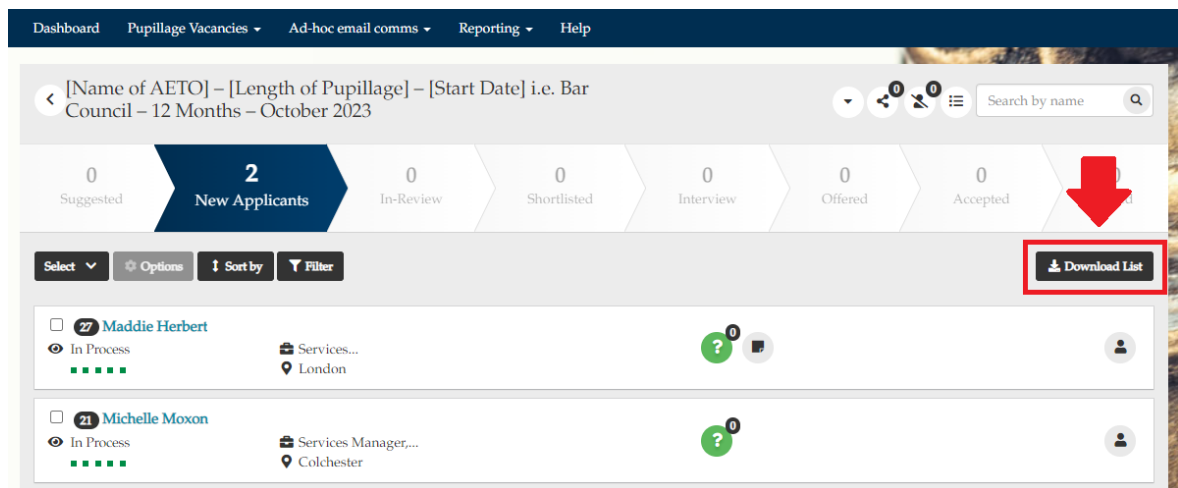 Dashboard Pupillage Vacancies Ad-hoc email comms Reporting Help
[Name of AETO] – [Length of Pupillage] – [Start Date] i.e. Bar
Council – 12 Months – October 2023
0 0 Search by name
0 2 0 0 0 0 0
Suggested New Applicants In-Review Shortlisted Interview Offered Accepted
Select Options Sort by Filter Download List
27 Maddie Herbert 0
In Process Services...
London
21 Michelle Moxon 0
In Process Services Manager,...
Colchester